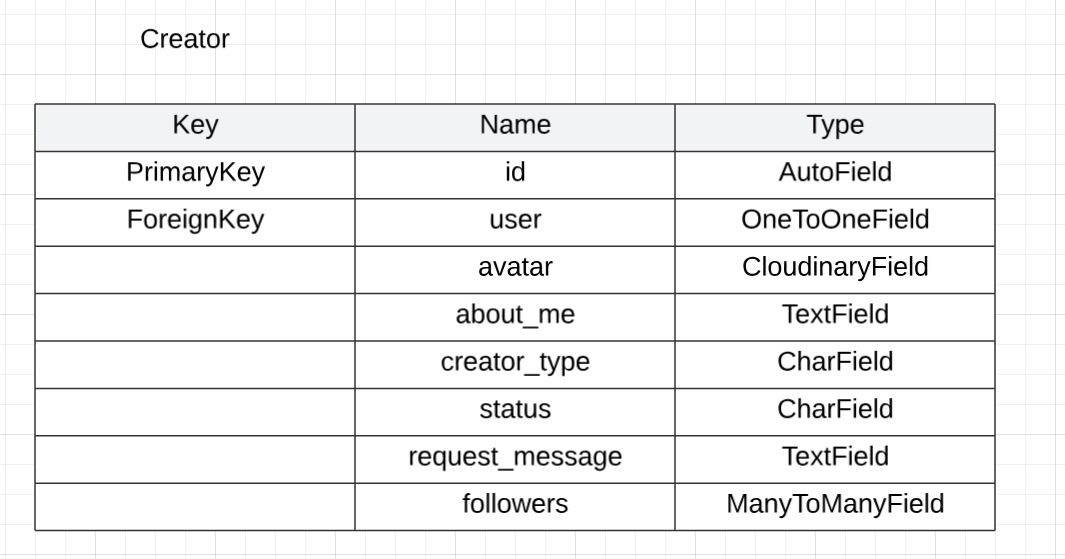 Creator
Key Name Type
PrimaryKey id AutoField
ForeignKey user OneToOneField
avatar CloudinaryField
about_me TextField
creator_type CharField
status CharField
request_message TextField
followers ManyToManyField